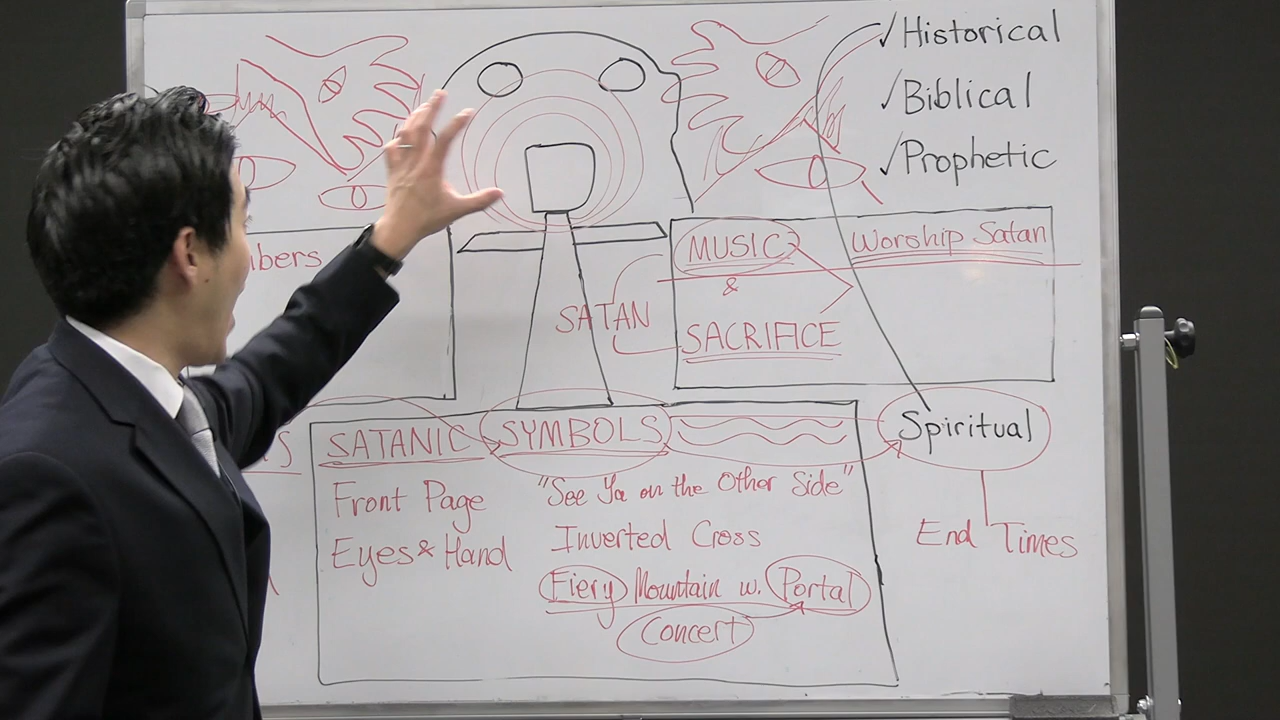 ✓Historical
✓Biblical
✓Prophetic
MUSIC
&
SACRIFICE
Worship Satan
SATAN
SATANIC SYMBOLS
Front Page
Eyes & Hand
"See Ya on the Other Side"
Inverted Cross
Fiery Mountain w. Portal
Concert
Spiritual
End Times